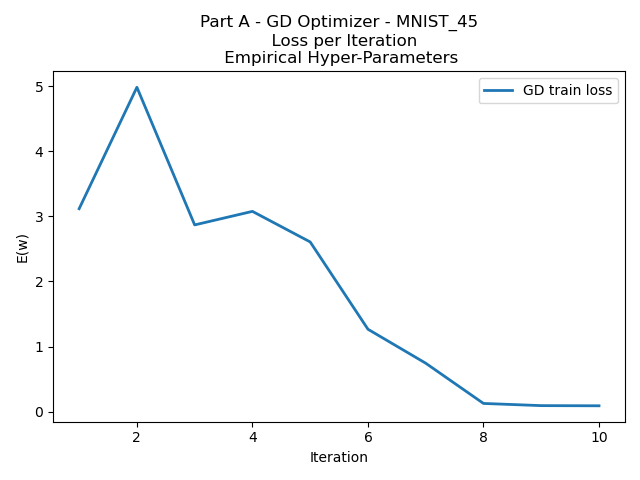 Part A - GD Optimizer - MNIST_45
Loss per Iteration
Empirical Hyper-Parameters
GD train loss
E(w)
5
4
3
2
1
0
2 4 6 8 10
Iteration